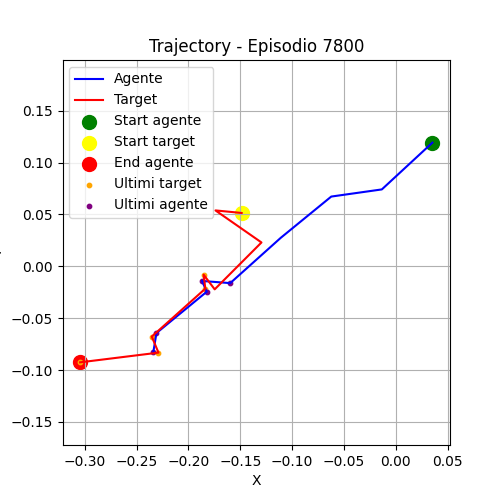 Trajectory - Episodio 7800
Agente
Target
Start agente
Start target
End agente
Ultimi target
Ultimi agente
0.15
0.10
0.05
0.00
−0.05
−0.10
−0.15
−0.30
−0.25
−0.20
−0.15
−0.10
−0.05
0.00
0.05
X